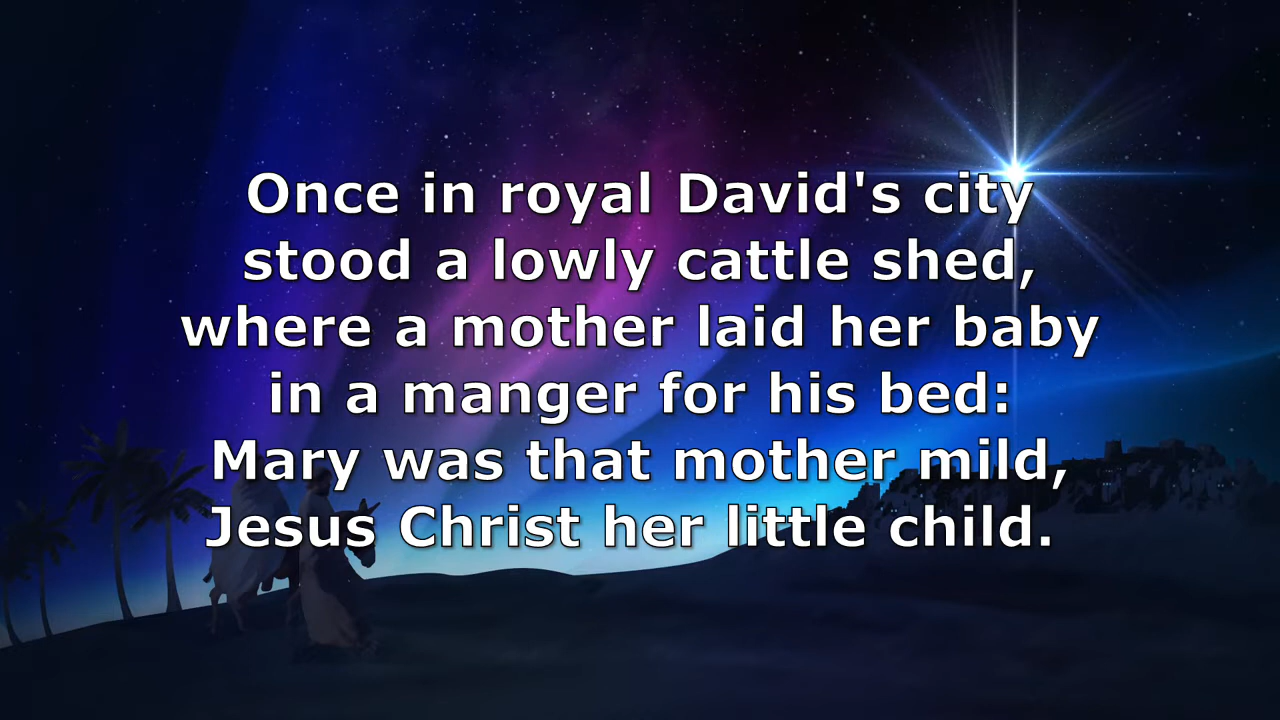 Once in royal David's city
stood a lowly cattle shed,
where a mother laid her baby
in a manger for his bed:
Mary was that mother mild,
Jesus Christ her little child.